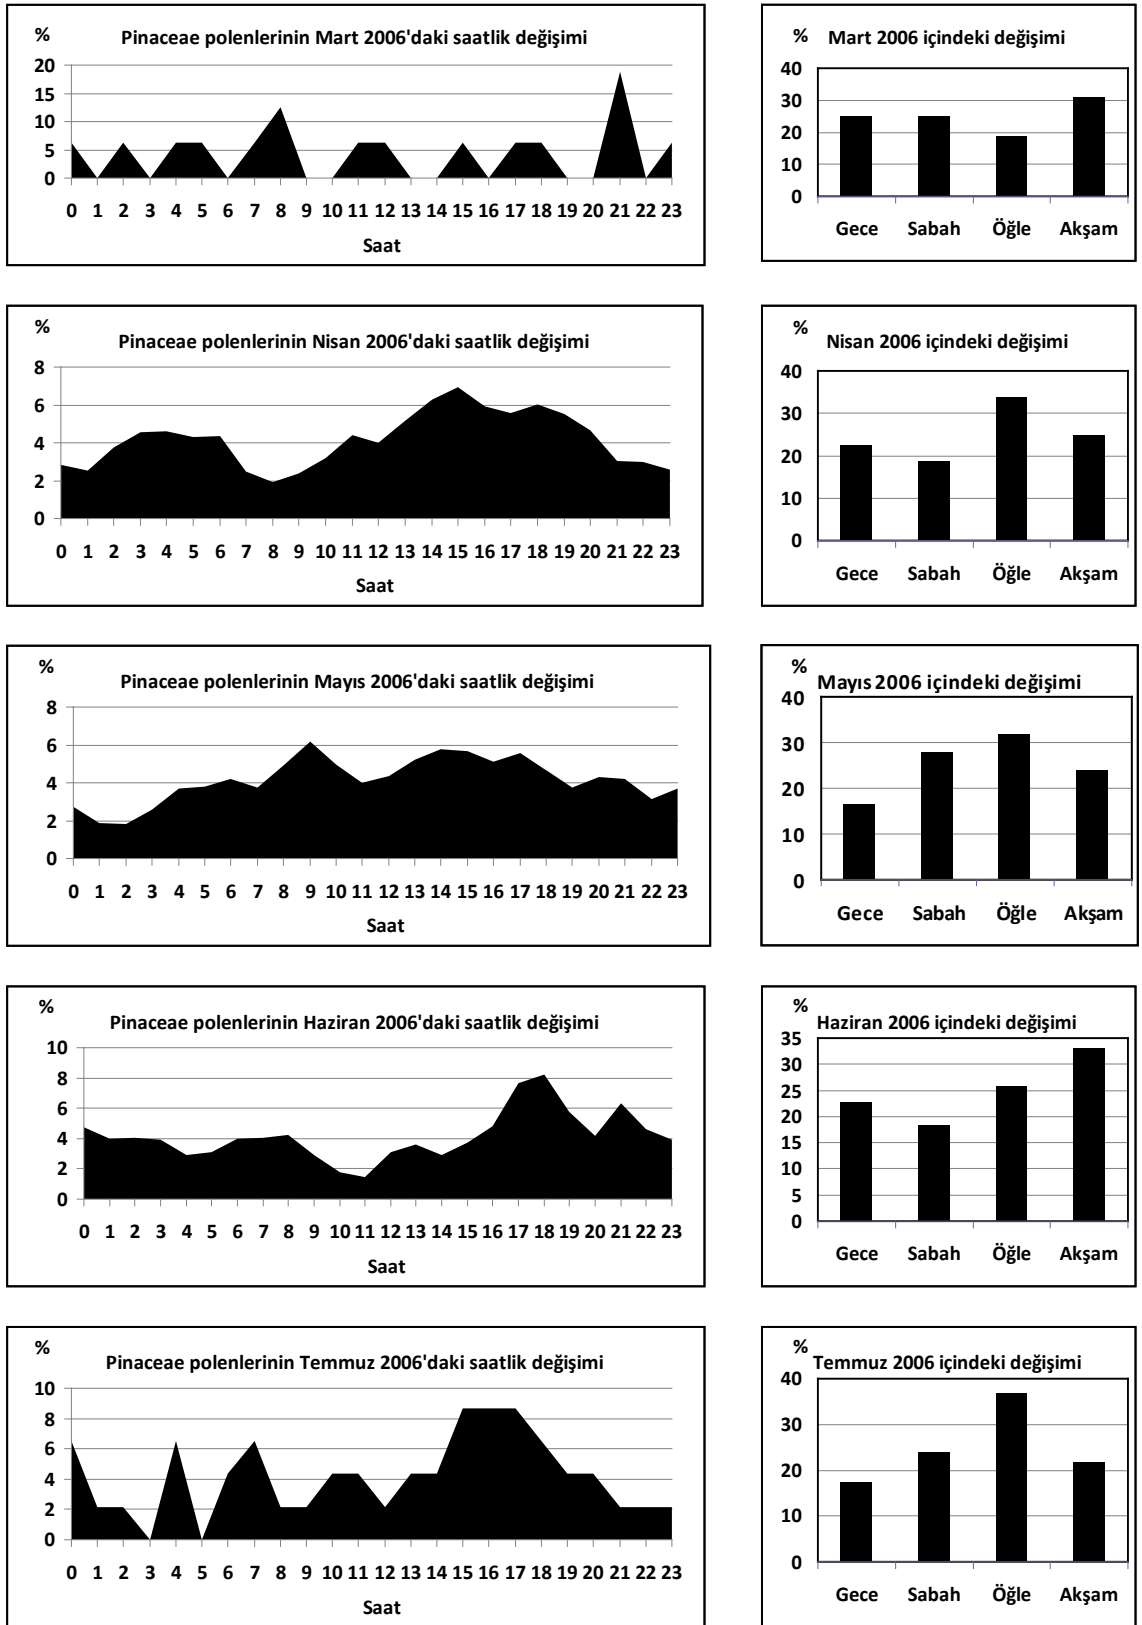 %
Pinaceae polenlerinin Mart 2006'daki saatlik değişimi
20
15
10
5
0
0 1 2 3 4 5 6 7 8 9 10 11 12 13 14 15 16 17 18 19 20 21 22 23
Saat
% Mart 2006 içindeki değişimi
40
30
20
10
0
Gece Sabah Öğle Akşam
%
Pinaceae polenlerinin Nisan 2006'daki saatlik değişimi
8
6
4
2
0
0 1 2 3 4 5 6 7 8 9 10 11 12 13 14 15 16 17 18 19 20 21 22 23
Saat
%
Nisan 2006 içindeki değişimi
40
30
20
10
0
Gece Sabah Öğle Akşam
%
Pinaceae polenlerinin Mayıs 2006'daki saatlik değişimi
8
6
4
2
0
0 1 2 3 4 5 6 7 8 9 10 11 12 13 14 15 16 17 18 19 20 21 22 23
Saat
%
Mayıs 2006 içindeki değişimi
40
30
20
10
0
Gece Sabah Öğle Akşam
%
Pinaceae polenlerinin Haziran 2006'daki saatlik değişimi
10
8
6
4
2
0
0 1 2 3 4 5 6 7 8 9 10 11 12 13 14 15 16 17 18 19 20 21 22 23
Saat
%
Haziran 2006 içindeki değişimi
35
30
25
20
15
10
5
0
Gece Sabah Öğle Akşam
%
Pinaceae polenlerinin Temmuz 2006'daki saatlik değişimi
10
8
6
4
2
0
0 1 2 3 4 5 6 7 8 9 10 11 12 13 14 15 16 17 18 19 20 21 22 23
Saat
%
Temmuz 2006 içindeki değişimi
40
30
20
10
0
Gece Sabah Öğle Akşam